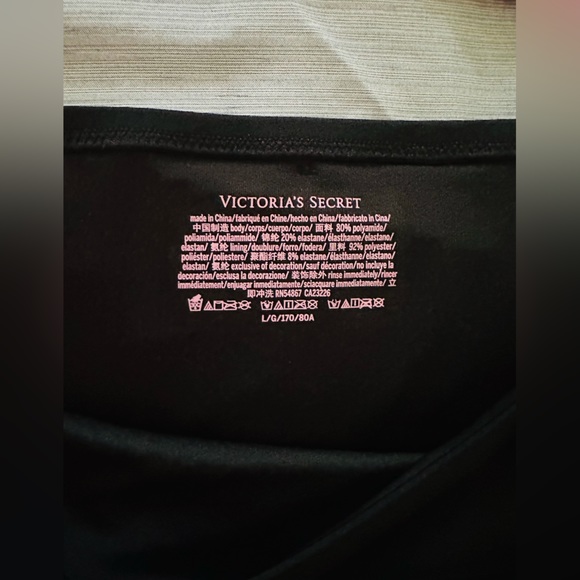 VICTORIA'S SECRET
made in China/fabriqué en Chine/hecho en China/fabbricato in Cina/
中国制造 body/corps/cuerpo/corpo/ 面料 80% polyamide/
poliamida/poliammide/ 锦纶 20% elastane/élasthanne/elastano/
elastan/ 氨纶 lining/doublure/forro/fodera/ 里料 92% polyester/
poliéster/poliestere/ 聚酯纤维 8% elastane/élasthanne/elastano/
elastan/ 氨纶 exclusive of decoration/sauf décoration/no incluye la
decoración/esclusa la decorazione/ 装饰除外 rinse immediately/rincer
immédiatement/enjuagar inmediatamente/sciacquare immediatamente/ 立
即冲洗 RN54867 CA23226
L/G/170/80A